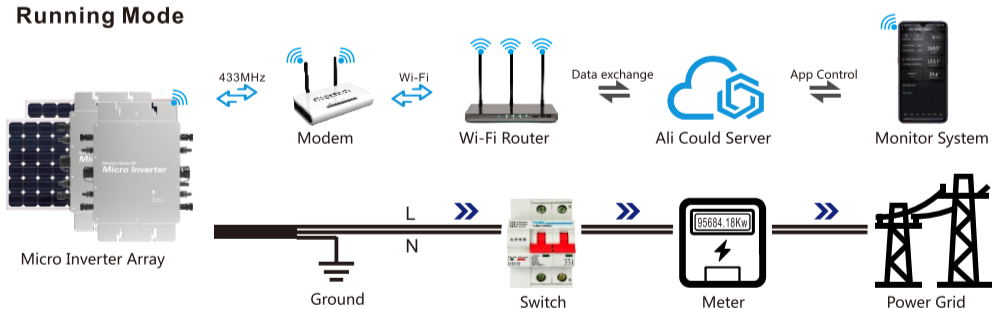 Running Mode
433MHz
Wi-Fi
Data exchange
App Control
Modem
Wi-Fi Router
Ali Could Server
Monitor System
Micro Inverter
L
N
95684.18Kw
Micro Inverter Array
Ground
Switch
Meter
Power Grid